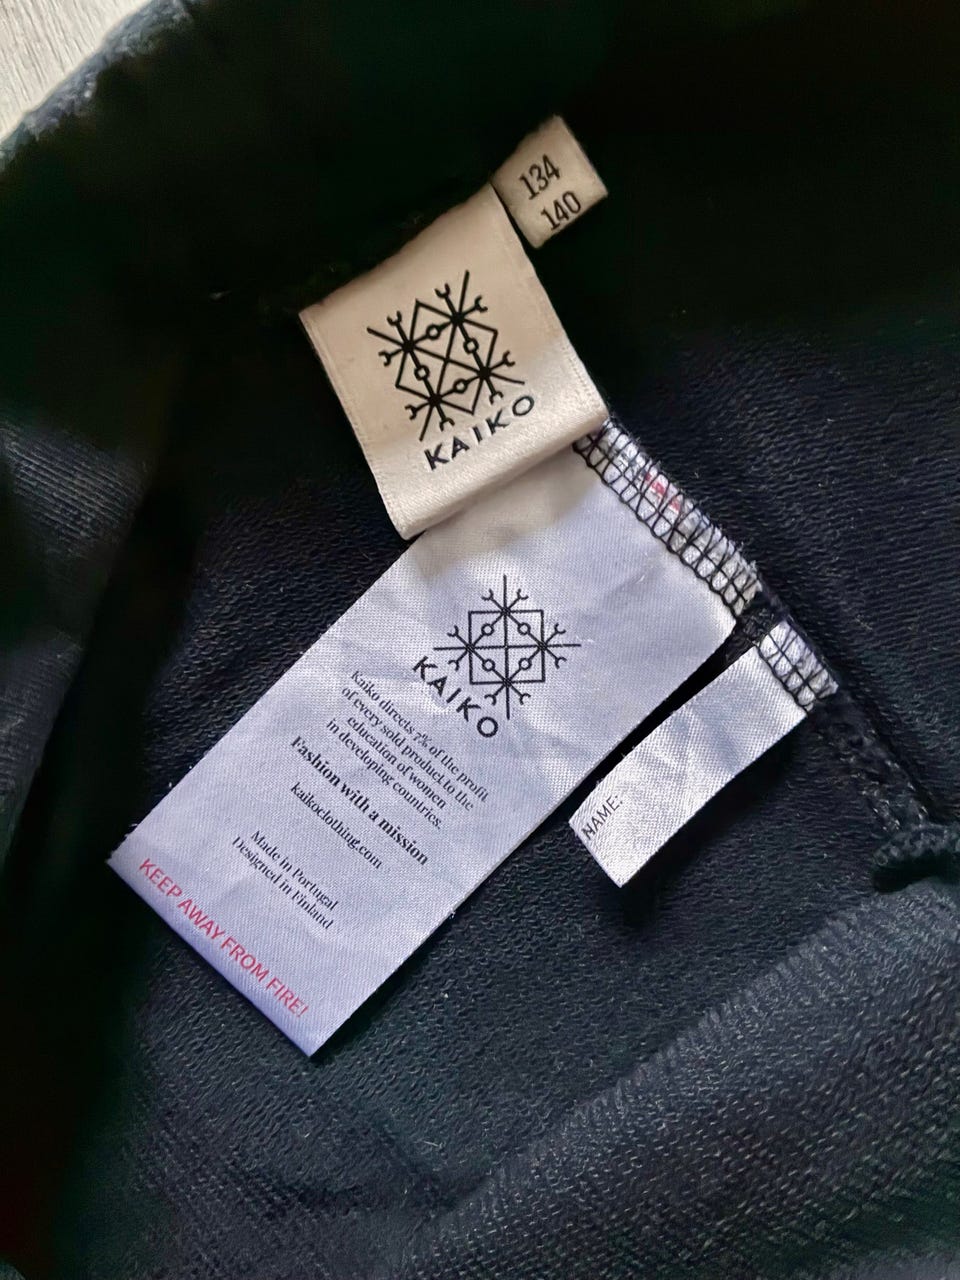 134
140
KAIKO
KAIKO
Kaiko directs 7% of the profit
of every sold product to the
education of women
in developing countries.
Fashion with a mission
kaikoclothing.com
Made in Portugal
Designed in Finland
KEEP AWAY FROM FIRE!
NAME: